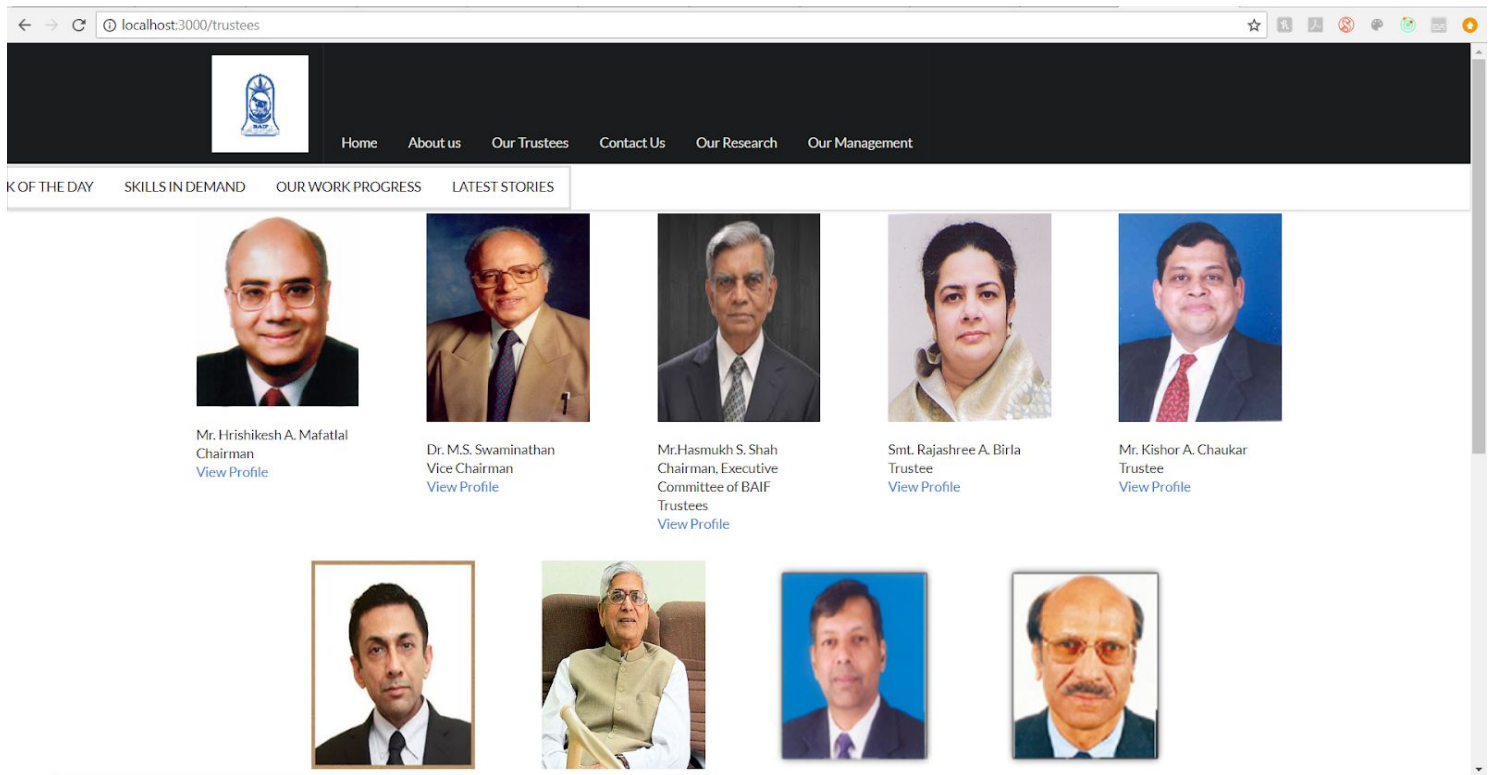 localhost:3000/trustees
BAIF
Home About us Our Trustees Contact Us Our Research Our Management
K OF THE DAY SKILLS IN DEMAND OUR WORK PROGRESS LATEST STORIES
Mr. Hrishikesh A. Mafatlal
Chairman
View Profile
Dr. M.S. Swaminathan
Vice Chairman
View Profile
Mr.Hasmukh S. Shah
Chairman, Executive
Committee of BAIF
Trustees
View Profile
Smt. Rajashree A. Birla
Trustee
View Profile
Mr. Kishor A. Chaukar
Trustee
View Profile